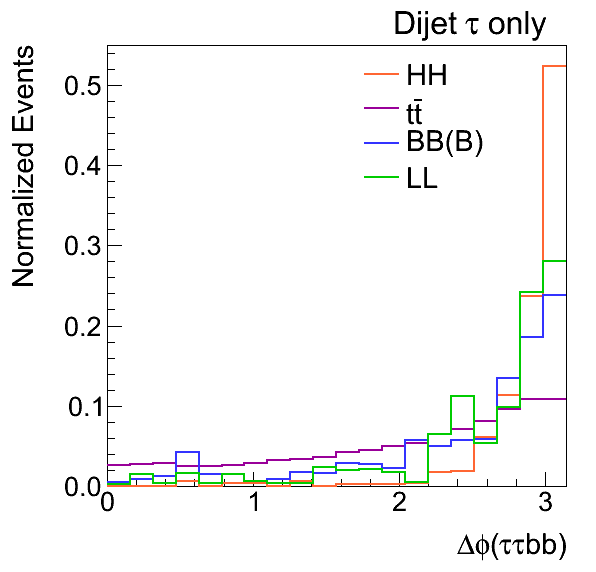 Dijet τ only
Normalized Events
HH
tt̄
BB(B)
LL
0.5
0.4
0.3
0.2
0.1
0.0
0 1 2 3
Δϕ(ττbb)